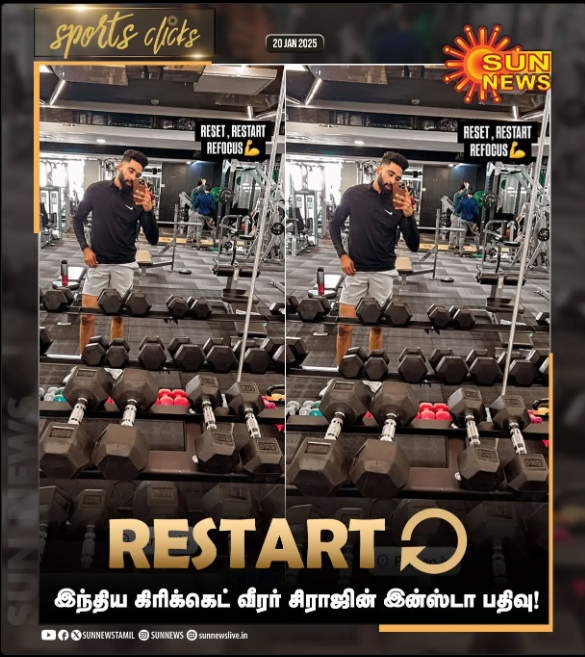 sports clicks
20 JAN 2025
SUN
NEWS
RESET, RESTART
REFOCUS
RESET, RESTART
REFOCUS
RESTART
இந்திய கிரிக்கெட் வீரர் சிராஜின் இன்ஸ்டா பதிவு!
SUNNEWSTAMIL SUNNEWS sunnewslive.in
SUN NEWS